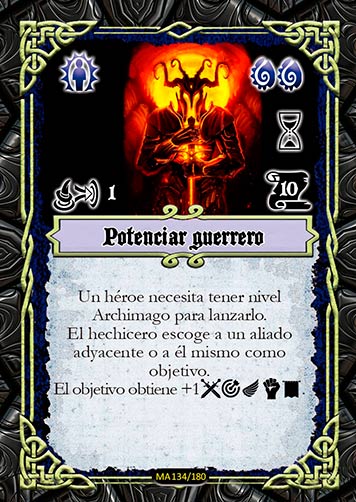 1
10
Potenciar guerrero
Un héroe necesita tener nivel
Archimago para lanzarlo.
El hechicero escoge a un aliado
adyacente o a él mismo como
objetivo.
El objetivo obtiene +1 .
MA134/180